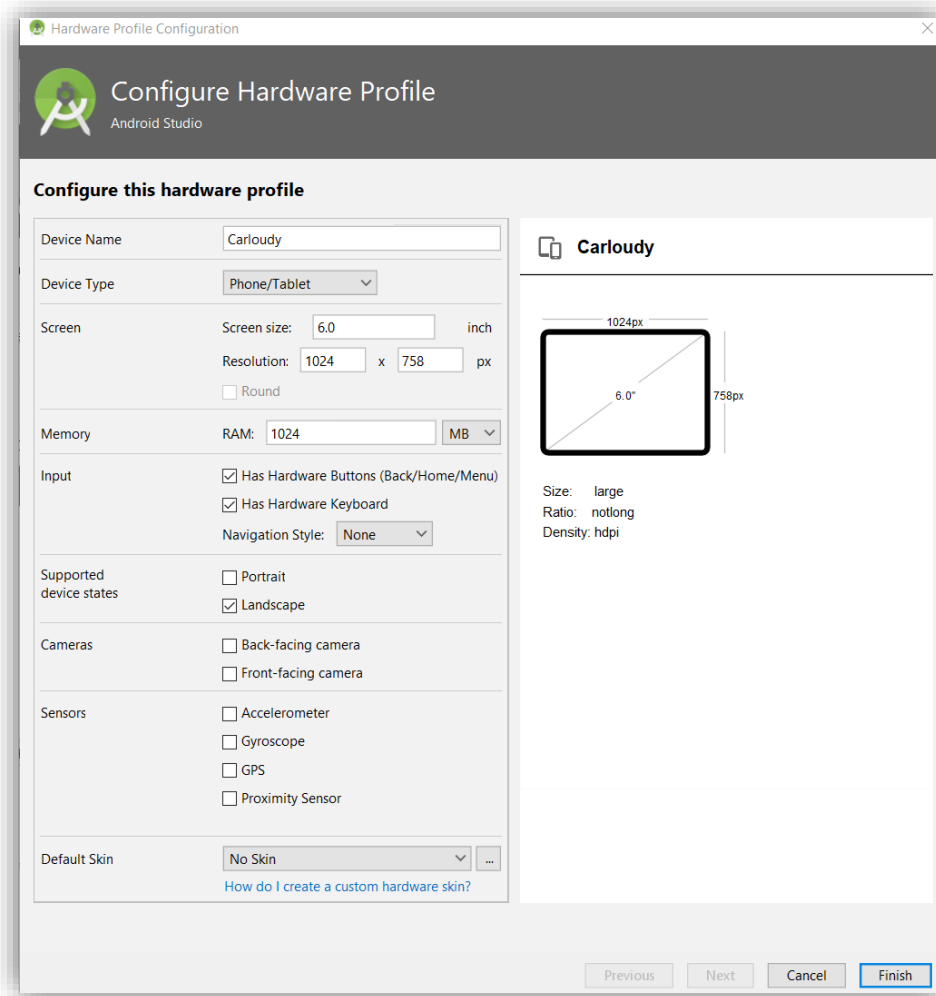 Hardware Profile Configuration
Configure Hardware Profile
Android Studio
Configure this hardware profile
Device Name Carloudy
Device Type Phone/Tablet
Screen Screen size: 6.0 inch
Resolution: 1024 x 758 px
Round
Memory RAM: 1024 MB
Input Has Hardware Buttons (Back/Home/Menu)
Has Hardware Keyboard
Navigation Style: None
Supported
device states
Portrait
Landscape
Cameras Back-facing camera
Front-facing camera
Sensors Accelerometer
Gyroscope
GPS
Proximity Sensor
Default Skin No Skin ...
How do I create a custom hardware skin?
Carloudy
1024px
6.0"
758px
Size: large
Ratio: notlong
Density: hdpi
Previous Next Cancel Finish